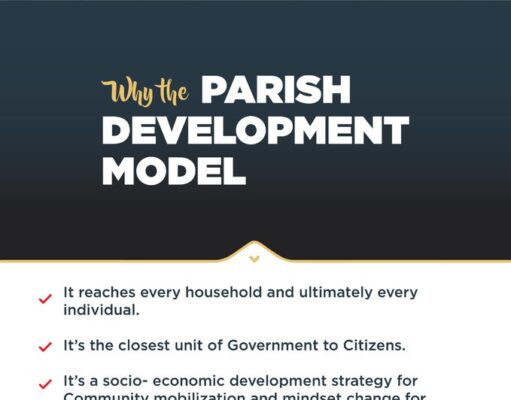 Why the PARISH
DEVELOPMENT
MODEL
It reaches every household and ultimately every
individual.
It's the closest unit of Government to Citizens.
It's a socio- economic development strategy for
Community mobilization and mindset change for